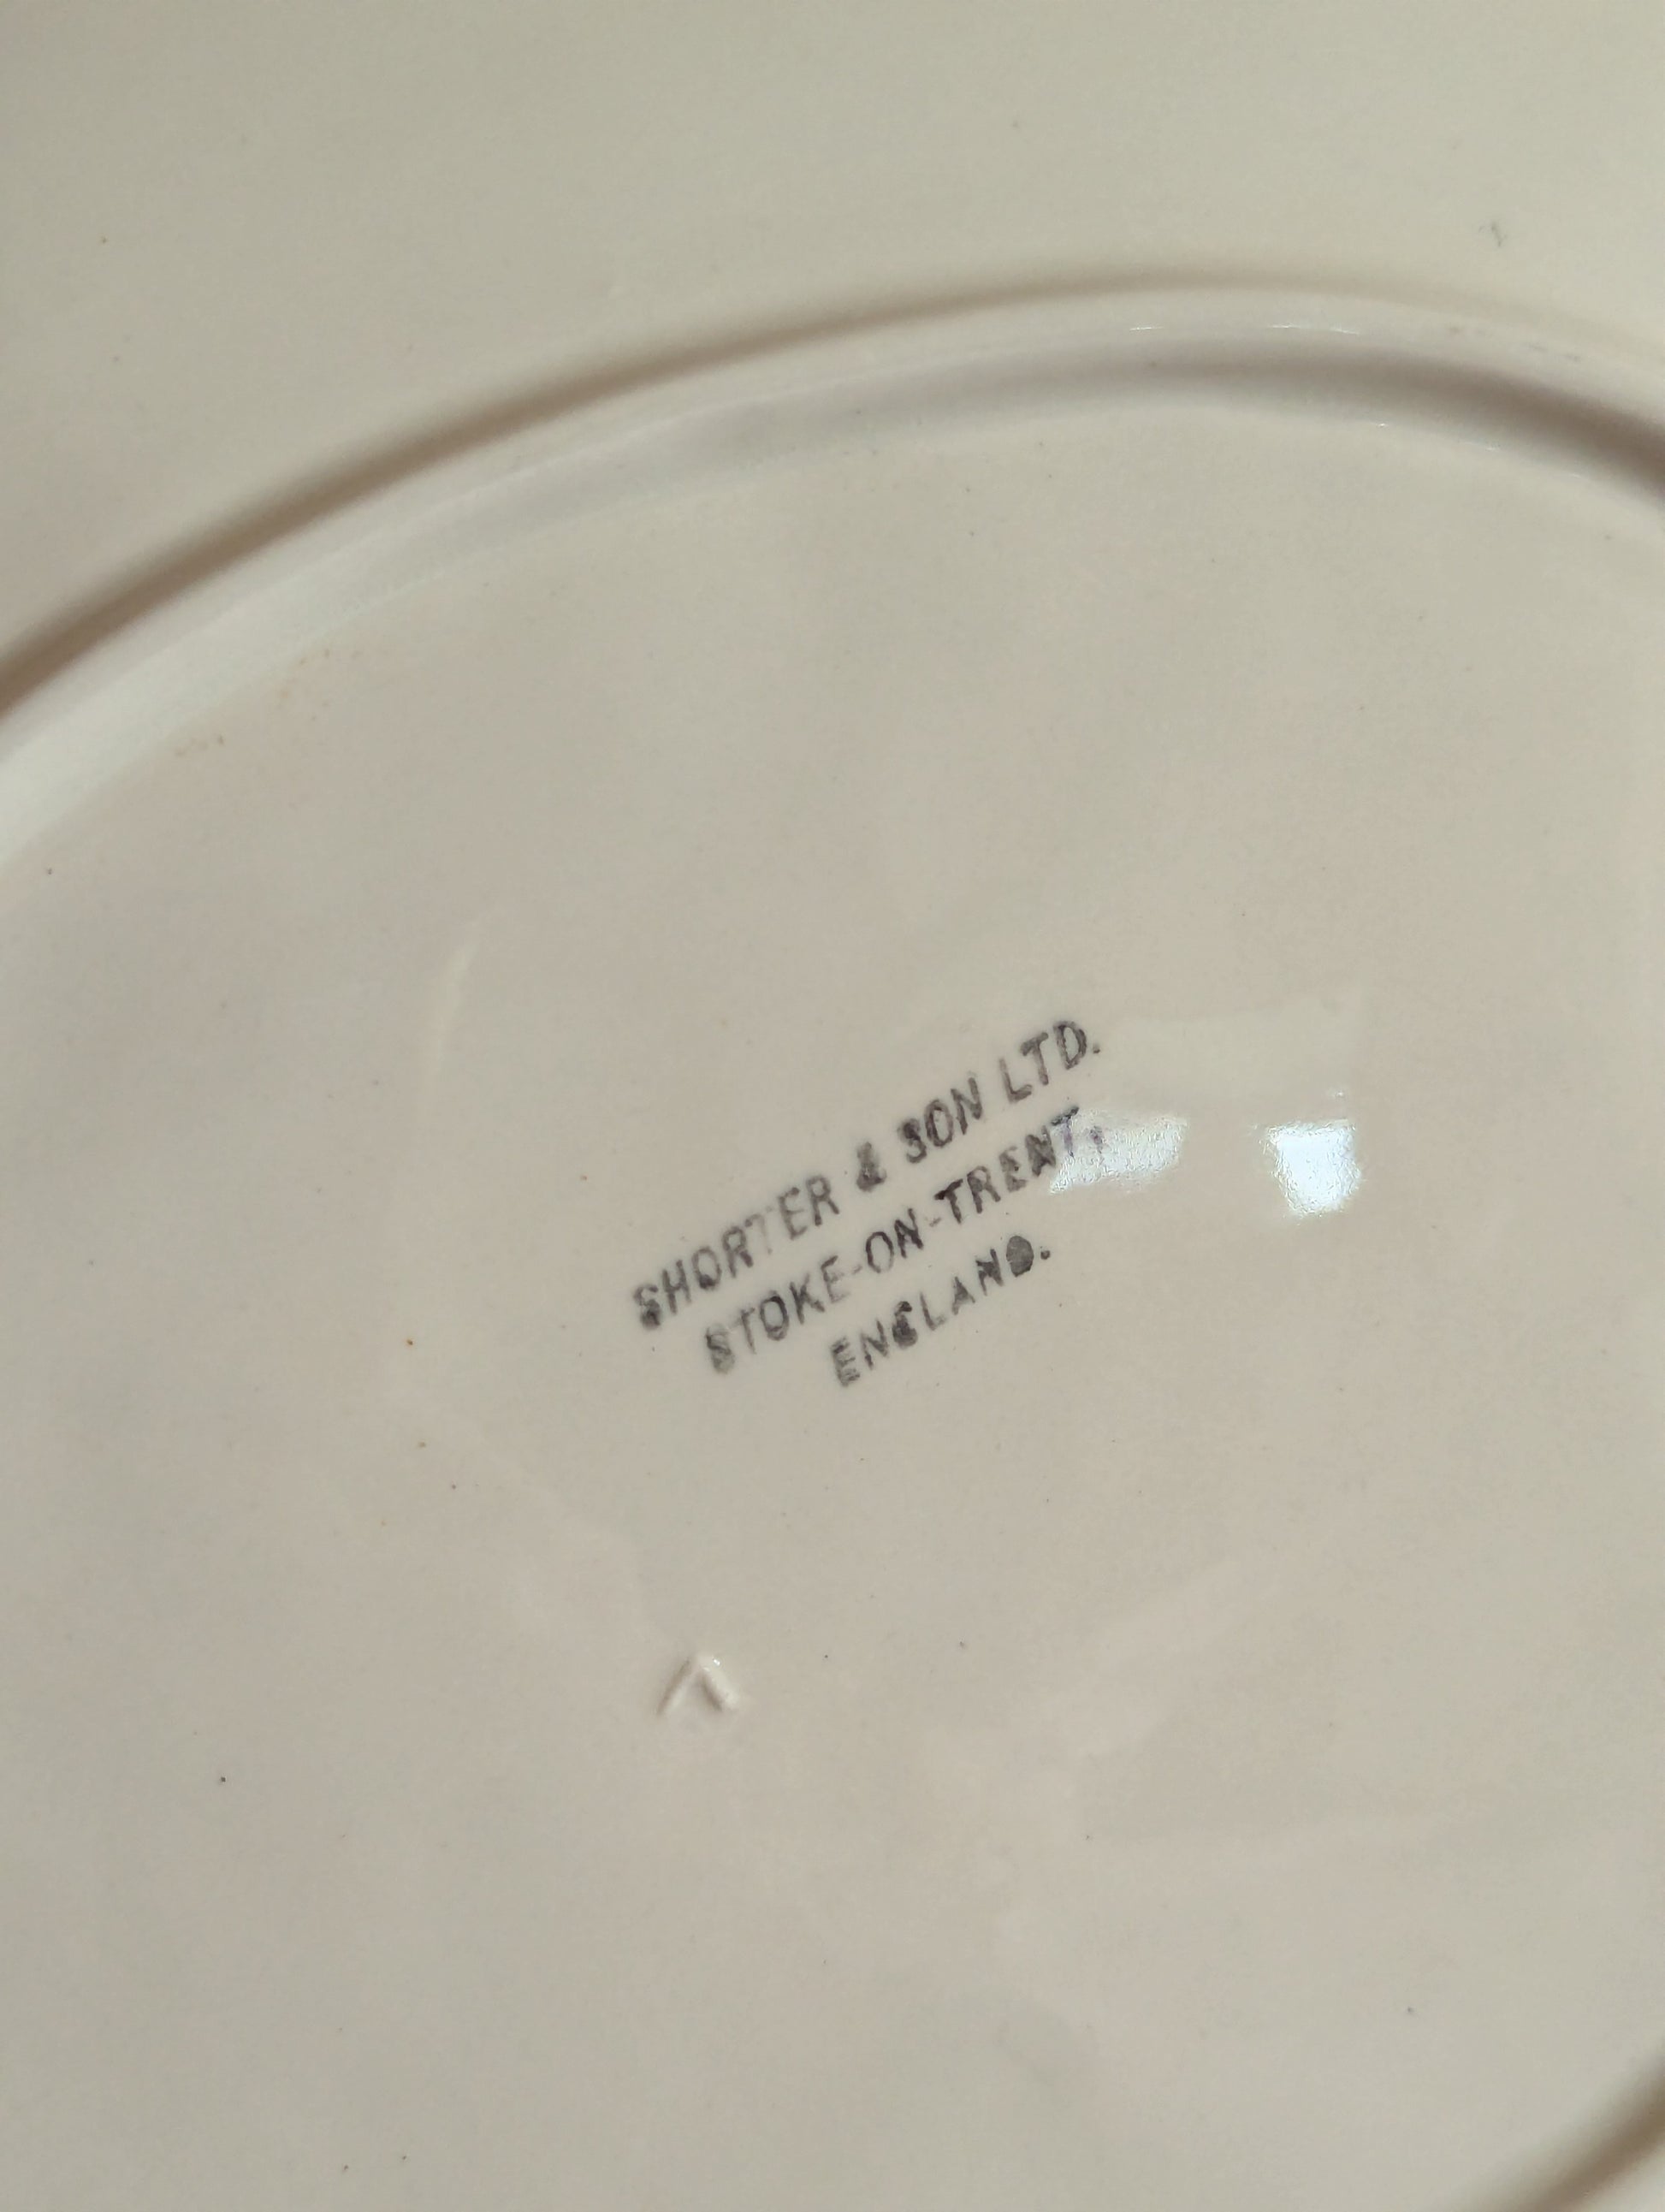 SHORTER & SON LTD.
STOKE-ON-TRENT,
ENGLAND.